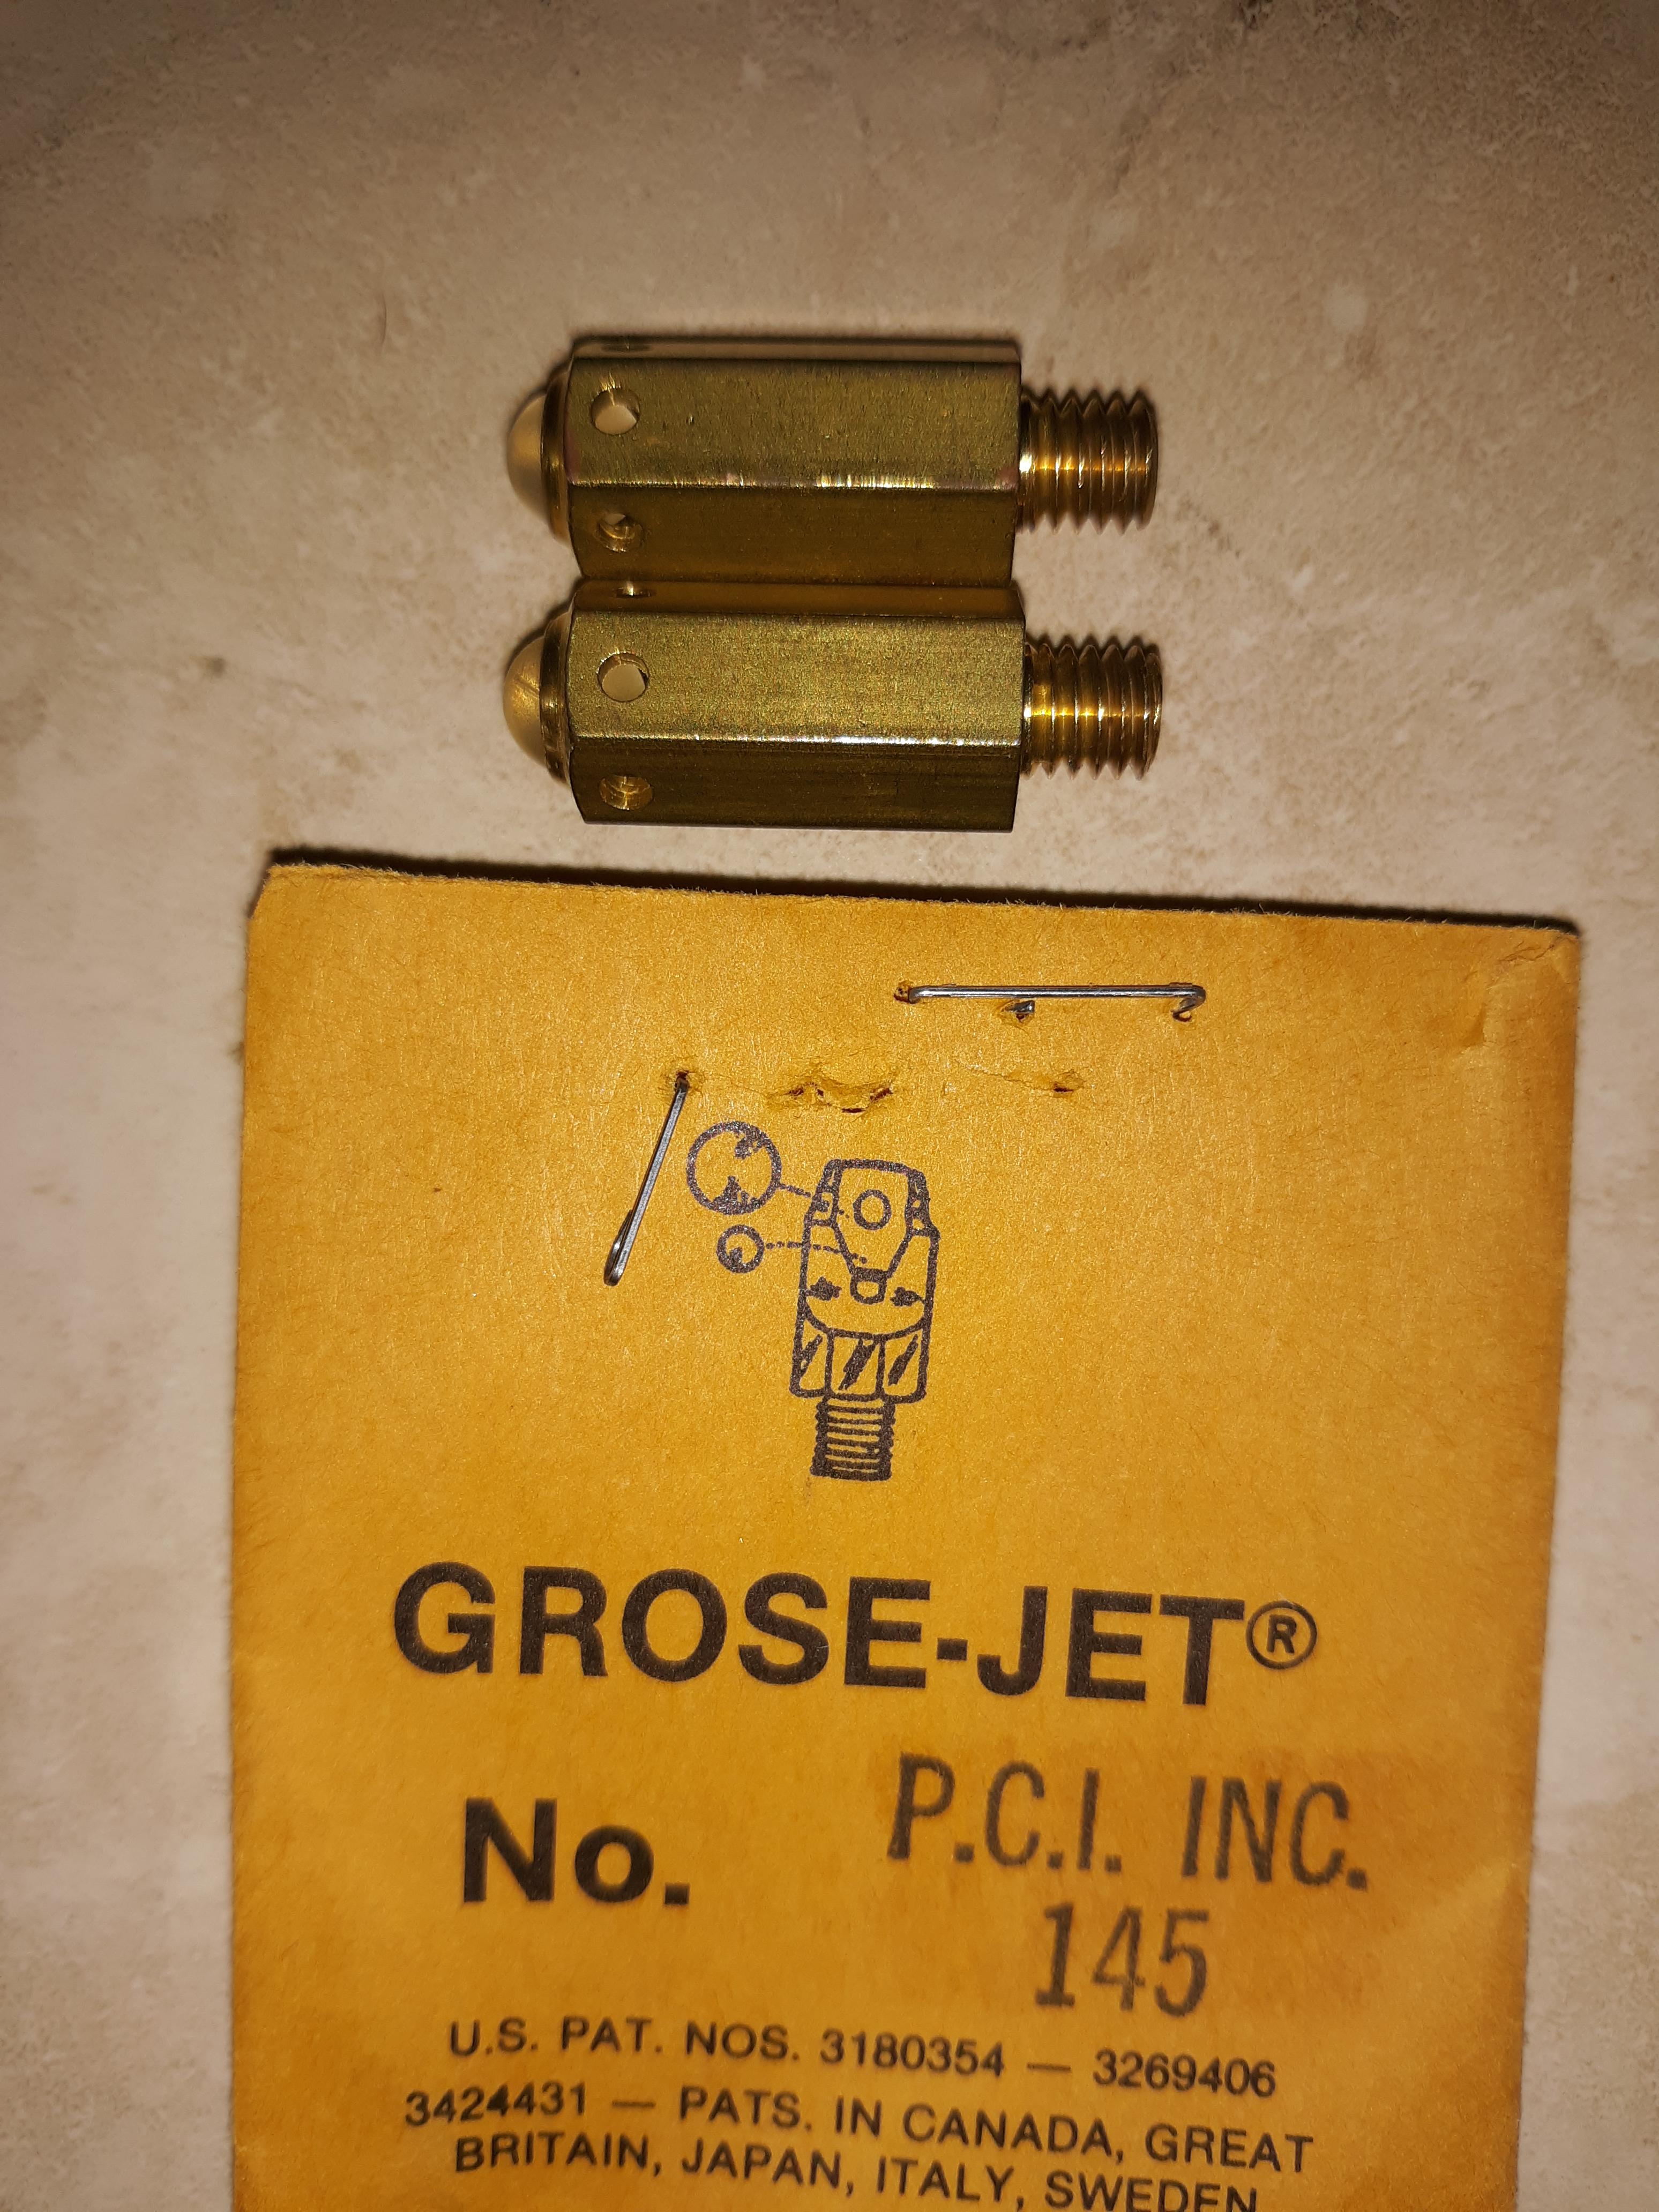 GROSE-JET®
No. P.C.I. INC.
145
U.S. PAT. NOS. 3180354 — 3269406
3424431 — PATS. IN CANADA, GREAT
BRITAIN, JAPAN, ITALY, SWEDEN